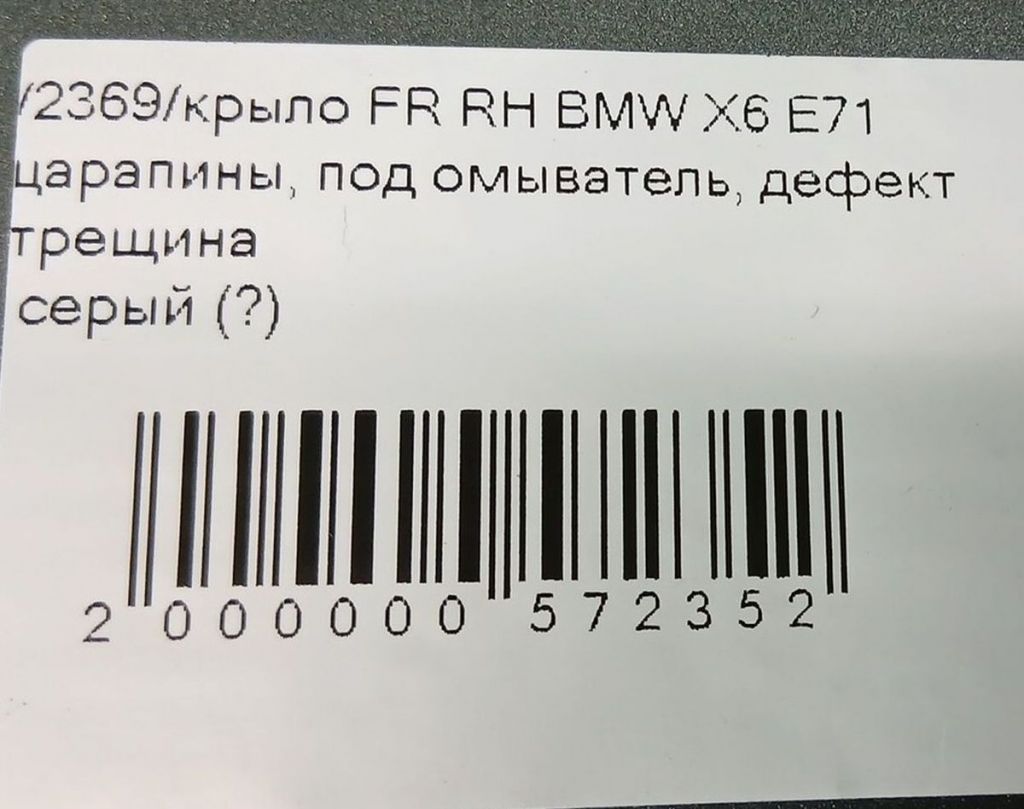 /2369/крыло FR RH BMW X6 E71
царапины, под омыватель, дефект
трещина
серый (?)
2 000000 572352